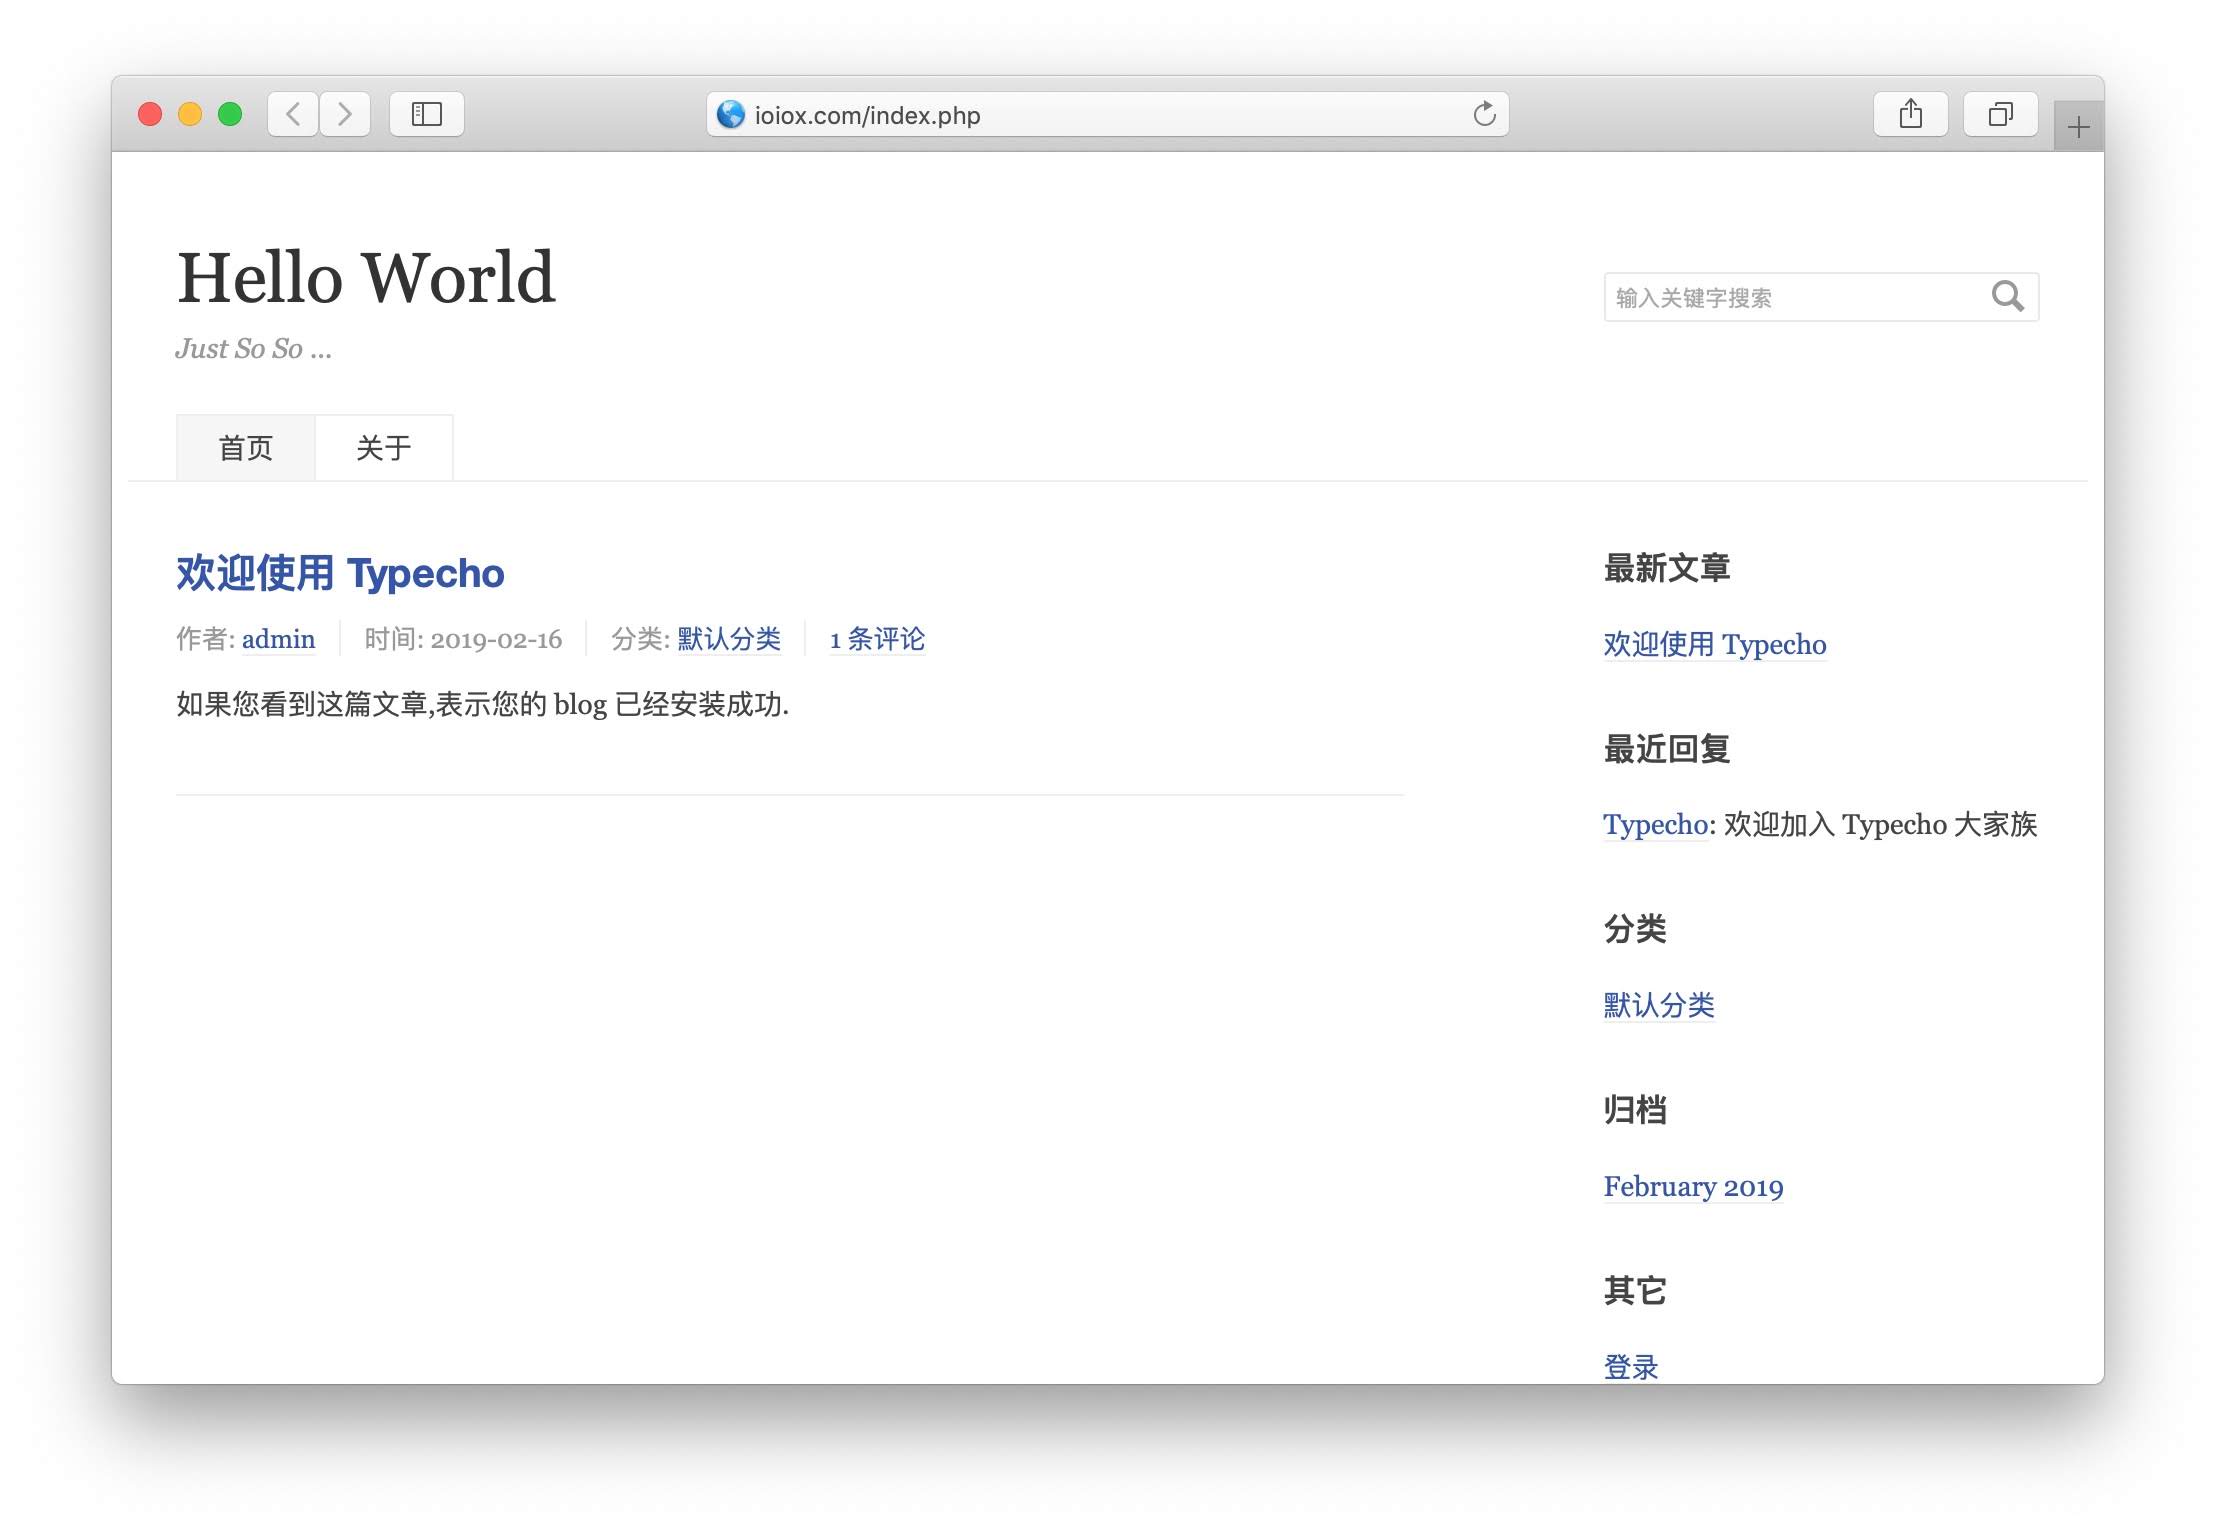 ioiox.com/index.php
Hello World
输入关键字搜索
Just So So ...
首页 关于
欢迎使用 Typecho
作者: admin 时间: 2019-02-16 分类: 默认分类 1 条评论
如果您看到这篇文章,表示您的 blog 已经安装成功.
最新文章
欢迎使用 Typecho
最近回复
Typecho: 欢迎加入 Typecho 大家族
分类
默认分类
归档
February 2019
其它
登录